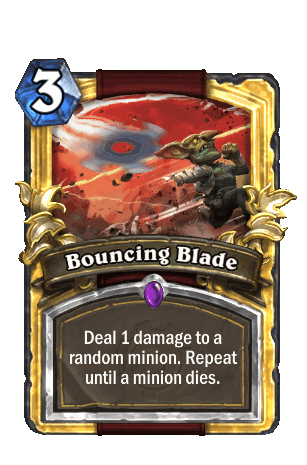 3
Bouncing Blade
Deal 1 damage to a
random minion. Repeat
until a minion dies.